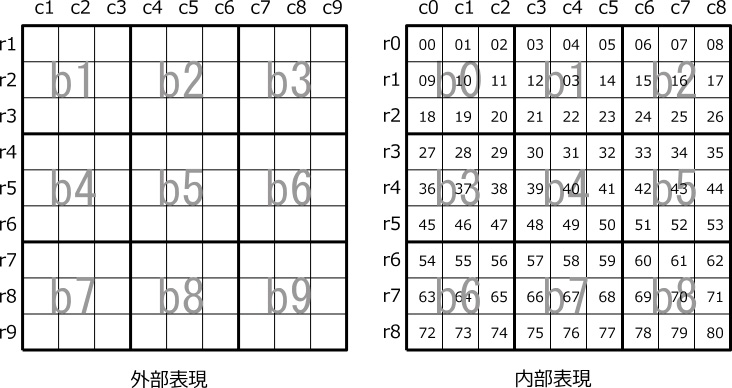 c1 c2 c3 c4 c5 c6 c7 c8 c9
r1
r2 b1 b2 b3
r3
r4
r5 b4 b5 b6
r6
r7
r8 b7 b8 b9
r9
外部表現
c0 c1 c2 c3 c4 c5 c6 c7 c8
r0 00 01 02 03 04 05 06 07 08
r1 09 10 11 12 03 14 15 16 17
b0 b1 b2
r2 18 19 20 21 22 23 24 25 26
r3 27 28 29 30 31 32 33 34 35
r4 36 37 38 39 40 41 42 43 44
b3 b4 b5
r5 45 46 47 48 49 50 51 52 53
r6 54 55 56 57 58 59 60 61 62
r7 63 64 65 66 67 68 69 70 71
b6 b7 b8
r8 72 73 74 75 76 77 78 79 80
内部表現